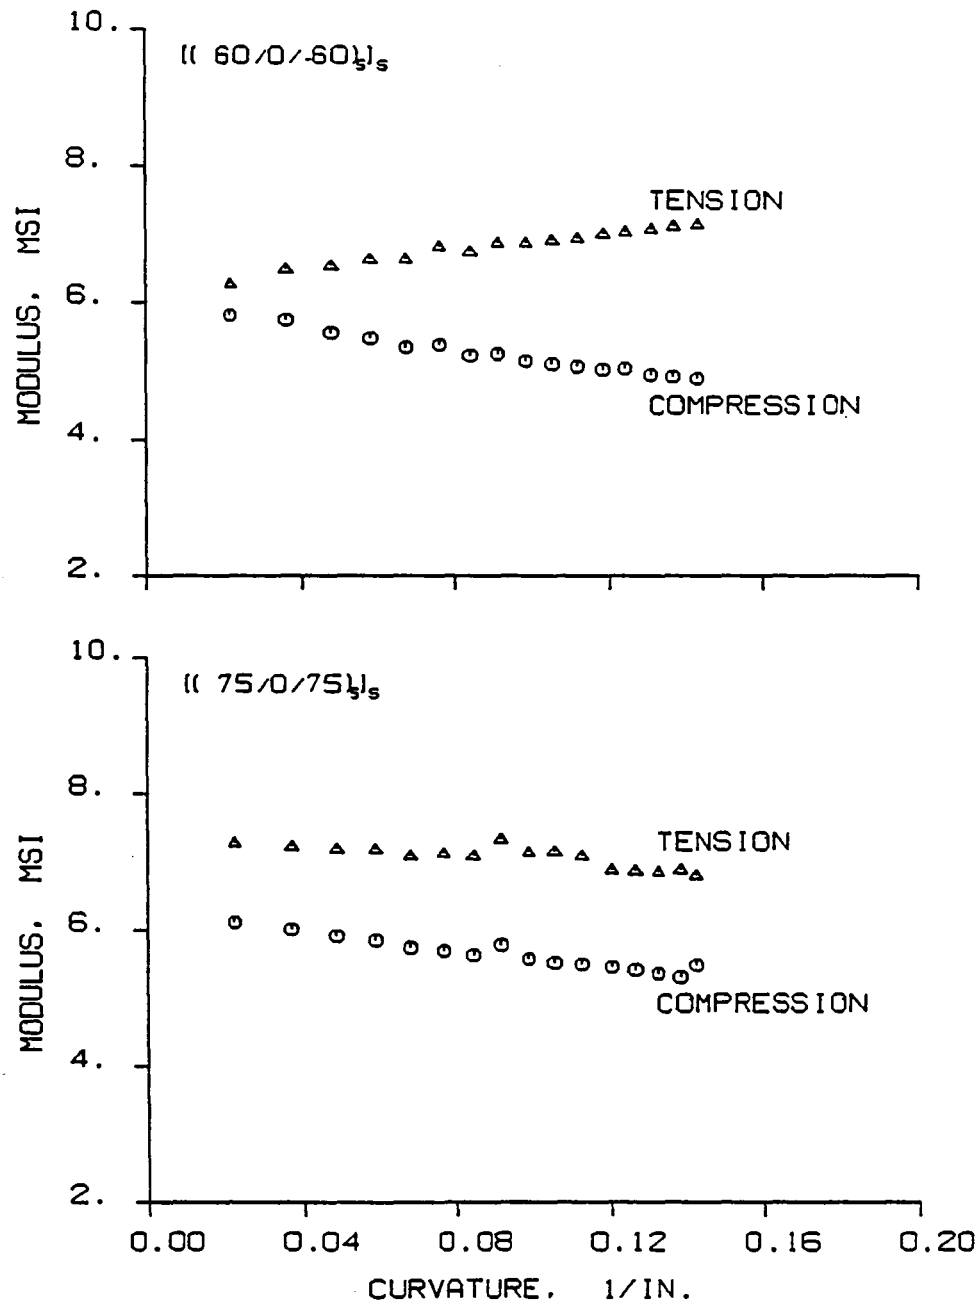 10.
[( 60/0/-60)s]s
8.
TENSION
MODULUS, MSI
6.
COMPRESSION
4.
2.
10.
[( 75/0/75)s]s
8.
TENSION
MODULUS, MSI
6.
COMPRESSION
4.
2.
0.00 0.04 0.08 0.12 0.16 0.20
CURVATURE, 1/IN.